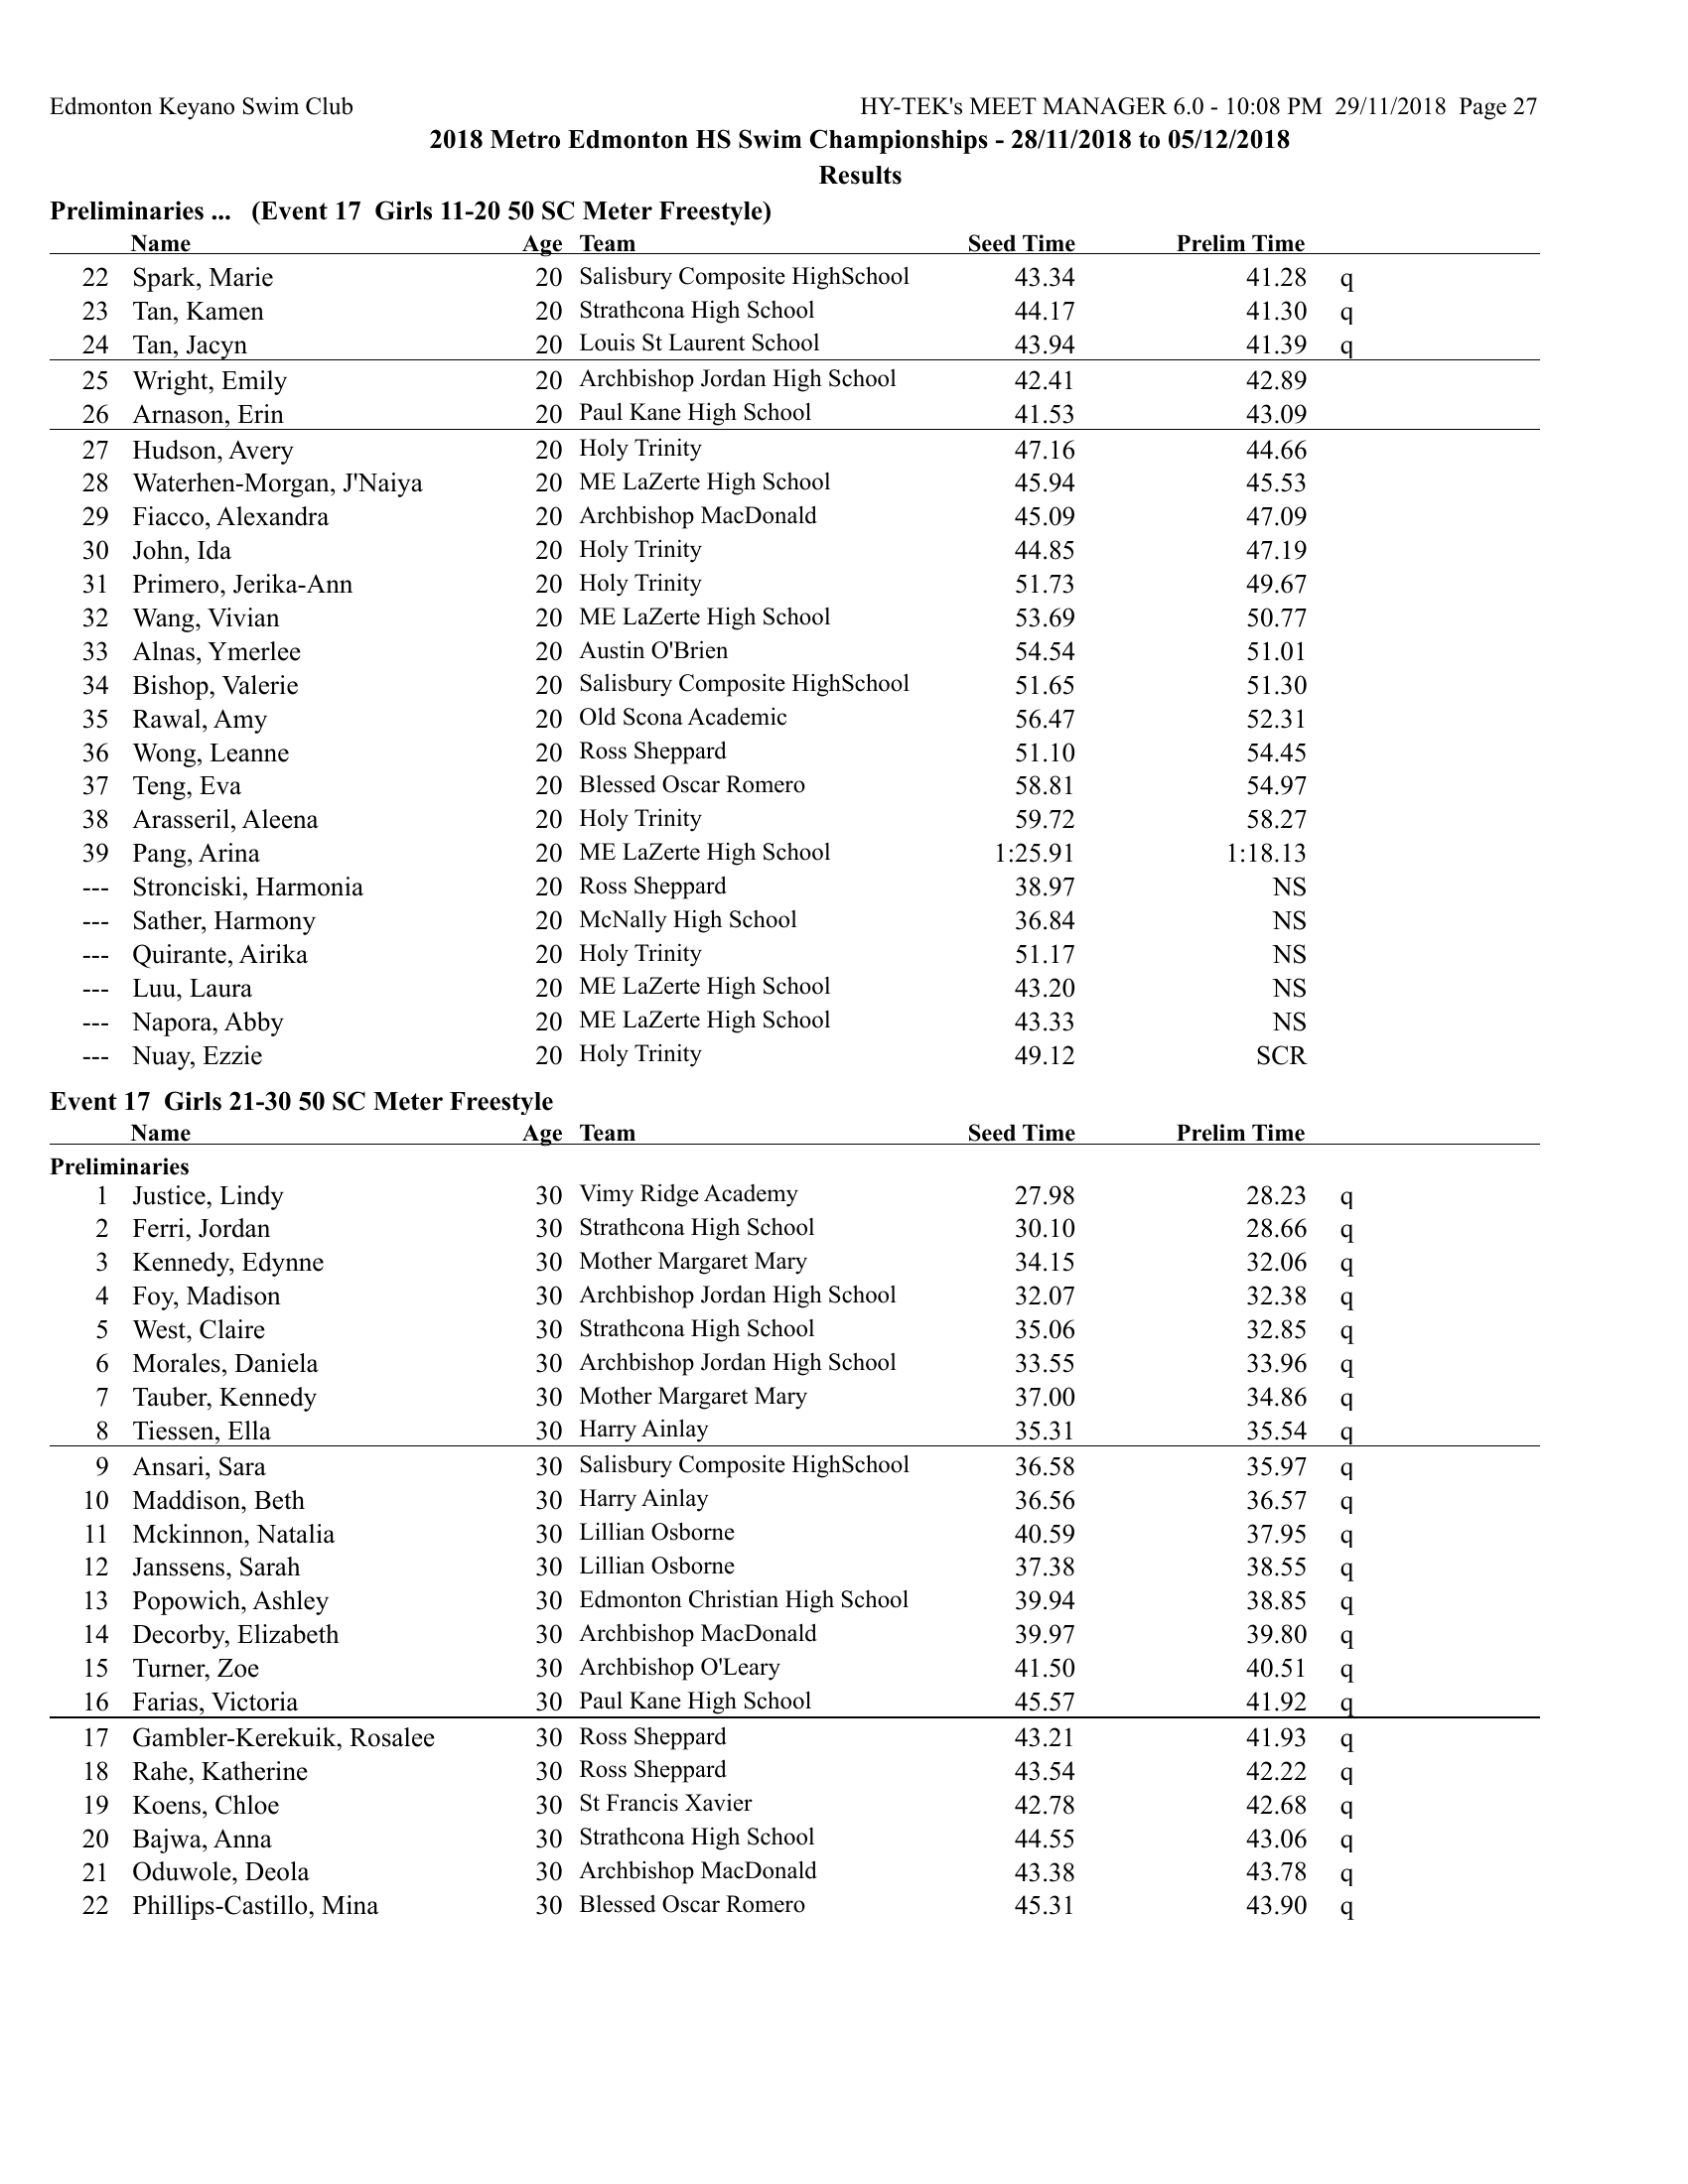 Edmonton Keyano Swim Club HY-TEK's MEET MANAGER 6.0 - 10:08 PM 29/11/2018 Page 27
2018 Metro Edmonton HS Swim Championships - 28/11/2018 to 05/12/2018
Results
Preliminaries ... (Event 17 Girls 11-20 50 SC Meter Freestyle)
Name Age Team Seed Time Prelim Time
22 Spark, Marie 20 Salisbury Composite HighSchool 43.34 41.28 q
23 Tan, Kamen 20 Strathcona High School 44.17 41.30 q
24 Tan, Jacyn 20 Louis St Laurent School 43.94 41.39 q
25 Wright, Emily 20 Archbishop Jordan High School 42.41 42.89
26 Arnason, Erin 20 Paul Kane High School 41.53 43.09
27 Hudson, Avery 20 Holy Trinity 47.16 44.66
28 Waterhen-Morgan, J'Naiya 20 ME LaZerte High School 45.94 45.53
29 Fiacco, Alexandra 20 Archbishop MacDonald 45.09 47.09
30 John, Ida 20 Holy Trinity 44.85 47.19
31 Primero, Jerika-Ann 20 Holy Trinity 51.73 49.67
32 Wang, Vivian 20 ME LaZerte High School 53.69 50.77
33 Alnas, Ymerlee 20 Austin O'Brien 54.54 51.01
34 Bishop, Valerie 20 Salisbury Composite HighSchool 51.65 51.30
35 Rawal, Amy 20 Old Scona Academic 56.47 52.31
36 Wong, Leanne 20 Ross Sheppard 51.10 54.45
37 Teng, Eva 20 Blessed Oscar Romero 58.81 54.97
38 Arasseril, Aleena 20 Holy Trinity 59.72 58.27
39 Pang, Arina 20 ME LaZerte High School 1:25.91 1:18.13
--- Stronciski, Harmonia 20 Ross Sheppard 38.97 NS
--- Sather, Harmony 20 McNally High School 36.84 NS
--- Quirante, Airika 20 Holy Trinity 51.17 NS
--- Luu, Laura 20 ME LaZerte High School 43.20 NS
--- Napora, Abby 20 ME LaZerte High School 43.33 NS
--- Nuay, Ezzie 20 Holy Trinity 49.12 SCR
Event 17 Girls 21-30 50 SC Meter Freestyle
Name Age Team Seed Time Prelim Time
Preliminaries
1 Justice, Lindy 30 Vimy Ridge Academy 27.98 28.23 q
2 Ferri, Jordan 30 Strathcona High School 30.10 28.66 q
3 Kennedy, Edynne 30 Mother Margaret Mary 34.15 32.06 q
4 Foy, Madison 30 Archbishop Jordan High School 32.07 32.38 q
5 West, Claire 30 Strathcona High School 35.06 32.85 q
6 Morales, Daniela 30 Archbishop Jordan High School 33.55 33.96 q
7 Tauber, Kennedy 30 Mother Margaret Mary 37.00 34.86 q
8 Tiessen, Ella 30 Harry Ainlay 35.31 35.54 q
9 Ansari, Sara 30 Salisbury Composite HighSchool 36.58 35.97 q
10 Maddison, Beth 30 Harry Ainlay 36.56 36.57 q
11 Mckinnon, Natalia 30 Lillian Osborne 40.59 37.95 q
12 Janssens, Sarah 30 Lillian Osborne 37.38 38.55 q
13 Popowich, Ashley 30 Edmonton Christian High School 39.94 38.85 q
14 Decorby, Elizabeth 30 Archbishop MacDonald 39.97 39.80 q
15 Turner, Zoe 30 Archbishop O'Leary 41.50 40.51 q
16 Farias, Victoria 30 Paul Kane High School 45.57 41.92 q
17 Gambler-Kerekuik, Rosalee 30 Ross Sheppard 43.21 41.93 q
18 Rahe, Katherine 30 Ross Sheppard 43.54 42.22 q
19 Koens, Chloe 30 St Francis Xavier 42.78 42.68 q
20 Bajwa, Anna 30 Strathcona High School 44.55 43.06 q
21 Oduwole, Deola 30 Archbishop MacDonald 43.38 43.78 q
22 Phillips-Castillo, Mina 30 Blessed Oscar Romero 45.31 43.90 q